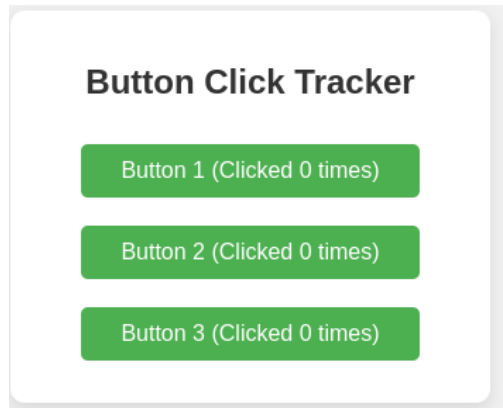 Button Click Tracker
Button 1 (Clicked 0 times)
Button 2 (Clicked 0 times)
Button 3 (Clicked 0 times)